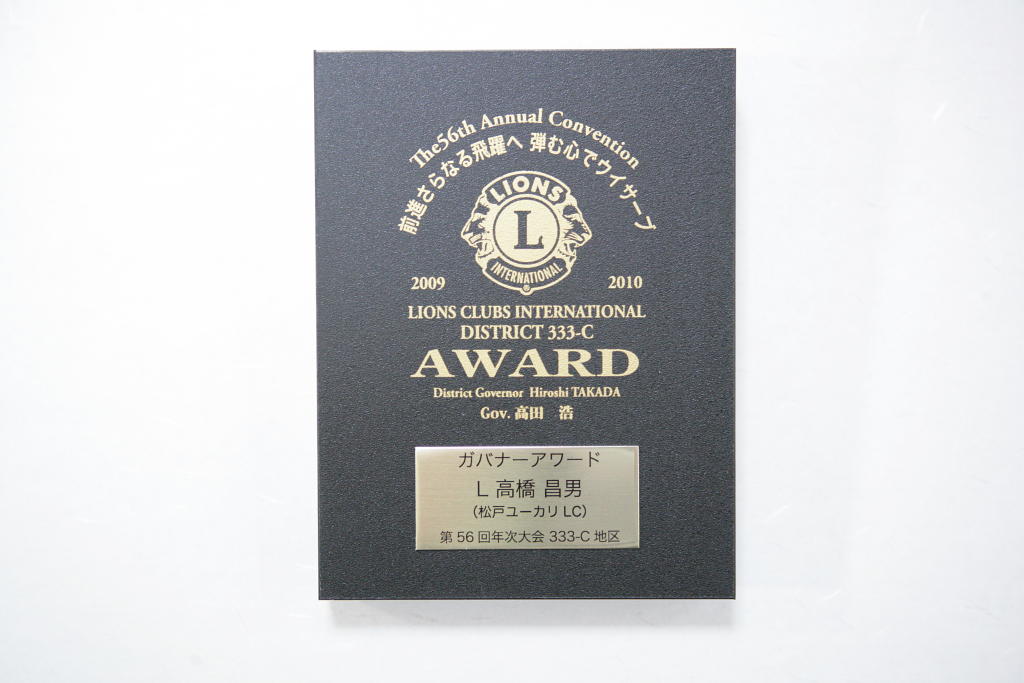 The56th Annual Convention
前進さらなる飛躍へ 弾む心でウイサーブ
LIONS
L
INTERNATIONAL
®
2009 2010
LIONS CLUBS INTERNATIONAL
DISTRICT 333-C
AWARD
District Governor Hiroshi TAKADA
Gov. 高田 浩
ガバナーアワード
L 高橋 昌男
（松戸ユーカリ LC）
第 56 回年次大会 333-C 地区